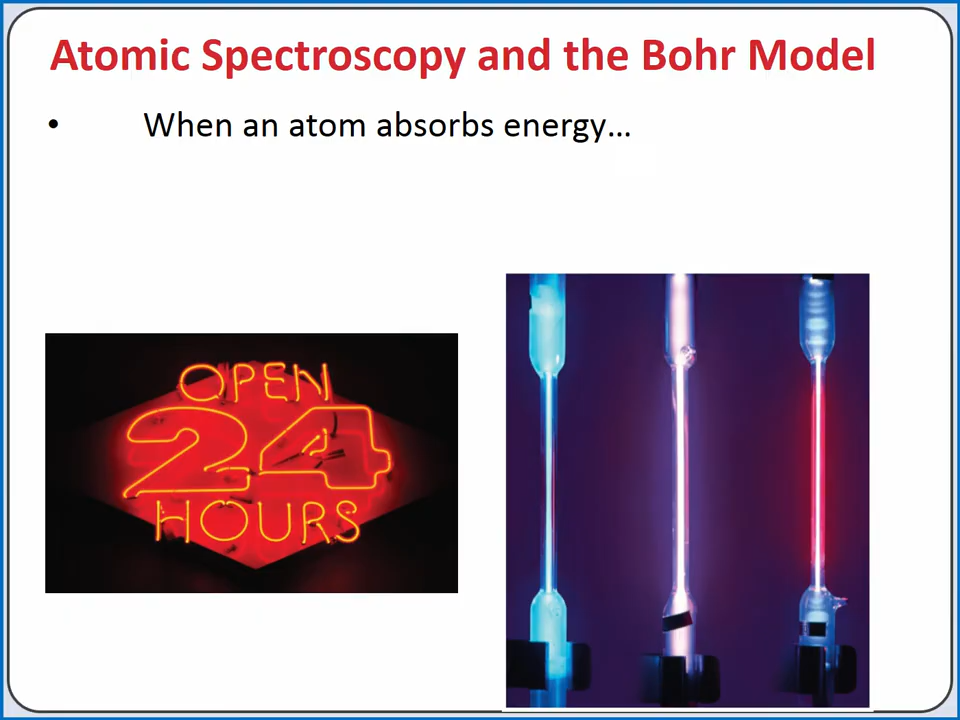 Atomic Spectroscopy and the Bohr Model
• When an atom absorbs energy…
OPEN
24
HOURS